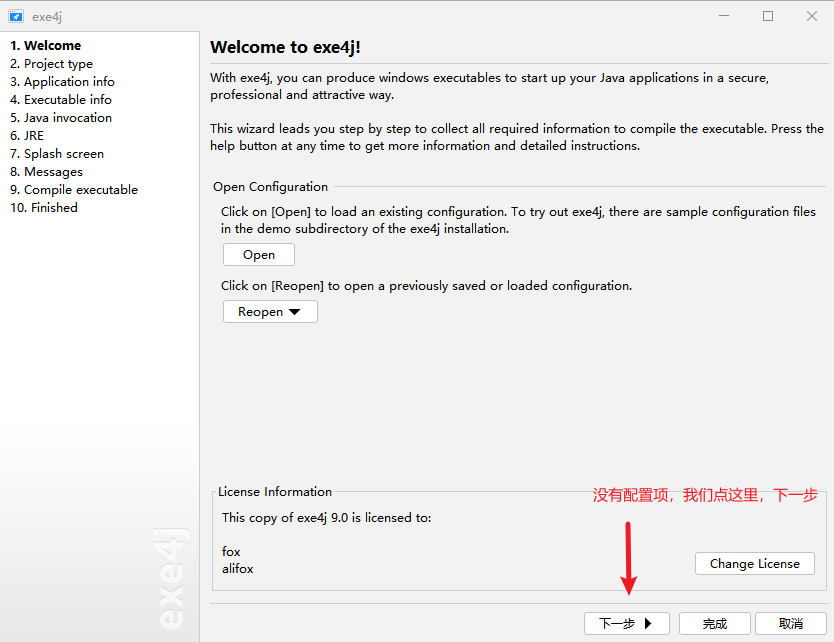 exe4j
1. Welcome
2. Project type
3. Application info
4. Executable info
5. Java invocation
6. JRE
7. Splash screen
8. Messages
9. Compile executable
10. Finished
exe4j
Welcome to exe4j!
With exe4j, you can produce windows executables to start up your Java applications in a secure,
professional and attractive way.
This wizard leads you step by step to collect all required information to compile the executable. Press the
help button at any time to get more information and detailed instructions.
Open Configuration
Click on [Open] to load an existing configuration. To try out exe4j, there are sample configuration files
in the demo subdirectory of the exe4j installation.
Open
Click on [Reopen] to open a previously saved or loaded configuration.
Reopen
License Information
没有配置项，我们点这里，下一步
This copy of exe4j 9.0 is licensed to:
fox
alifox
Change License
下一步
完成
取消